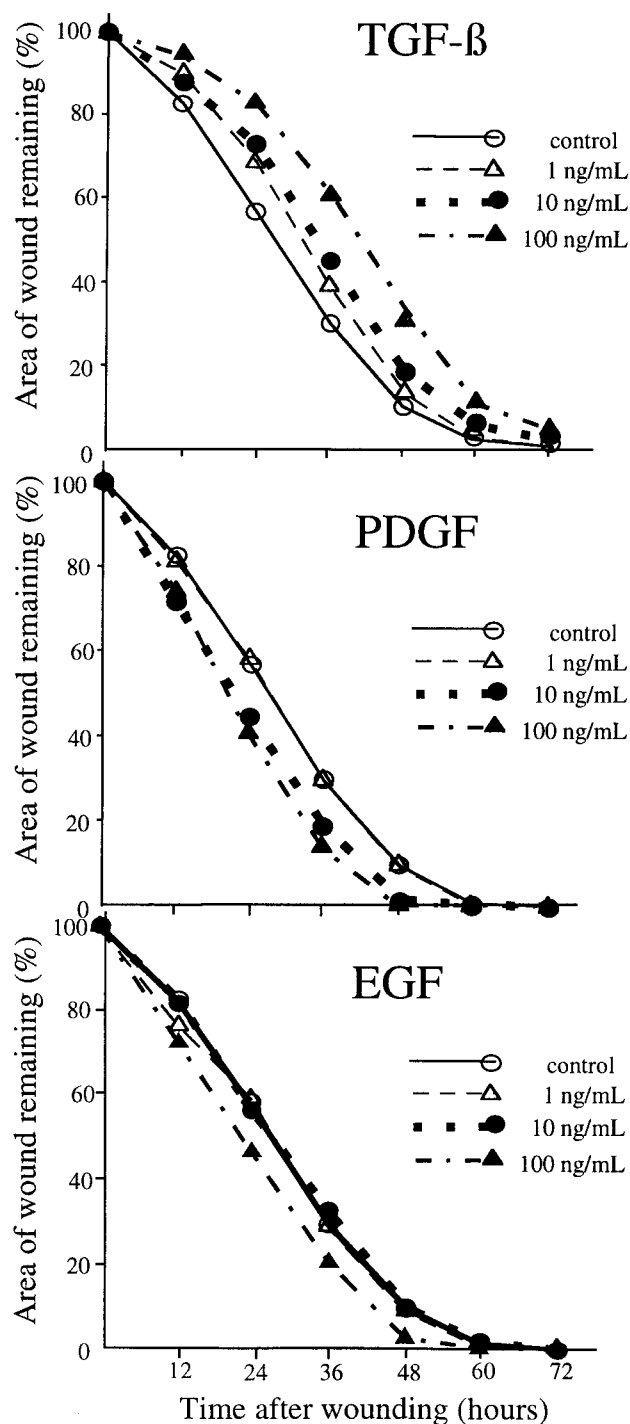 TGF-ß
Area of wound remaining (%)
100
80
60
40
20
0
control
1 ng/mL
10 ng/mL
100 ng/mL
PDGF
Area of wound remaining (%)
100
80
60
40
20
0
control
1 ng/mL
10 ng/mL
100 ng/mL
EGF
Area of wound remaining (%)
100
80
60
40
20
0
control
1 ng/mL
10 ng/mL
100 ng/mL
12 24 36 48 60 72
Time after wounding (hours)